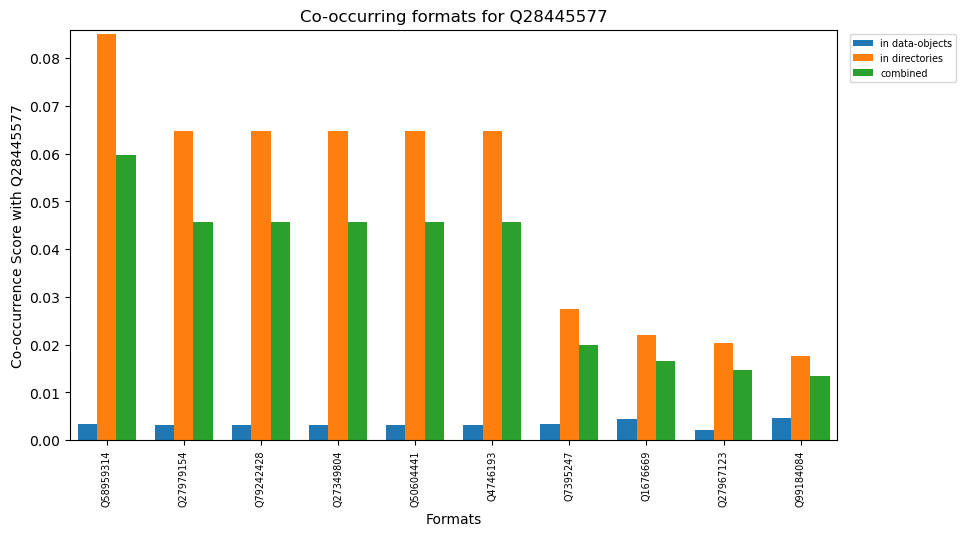 Co-occurring formats for Q28445577
in data-objects
in directories
combined
Co-occurrence Score with Q28445577
0.08
0.07
0.06
0.05
0.04
0.03
0.02
0.01
0.00
Q58959314
Q27979154
Q79242428
Q27349804
Q50604441
Q4746193
Q7395247
Q1676669
Q27967123
Q99184084
Formats